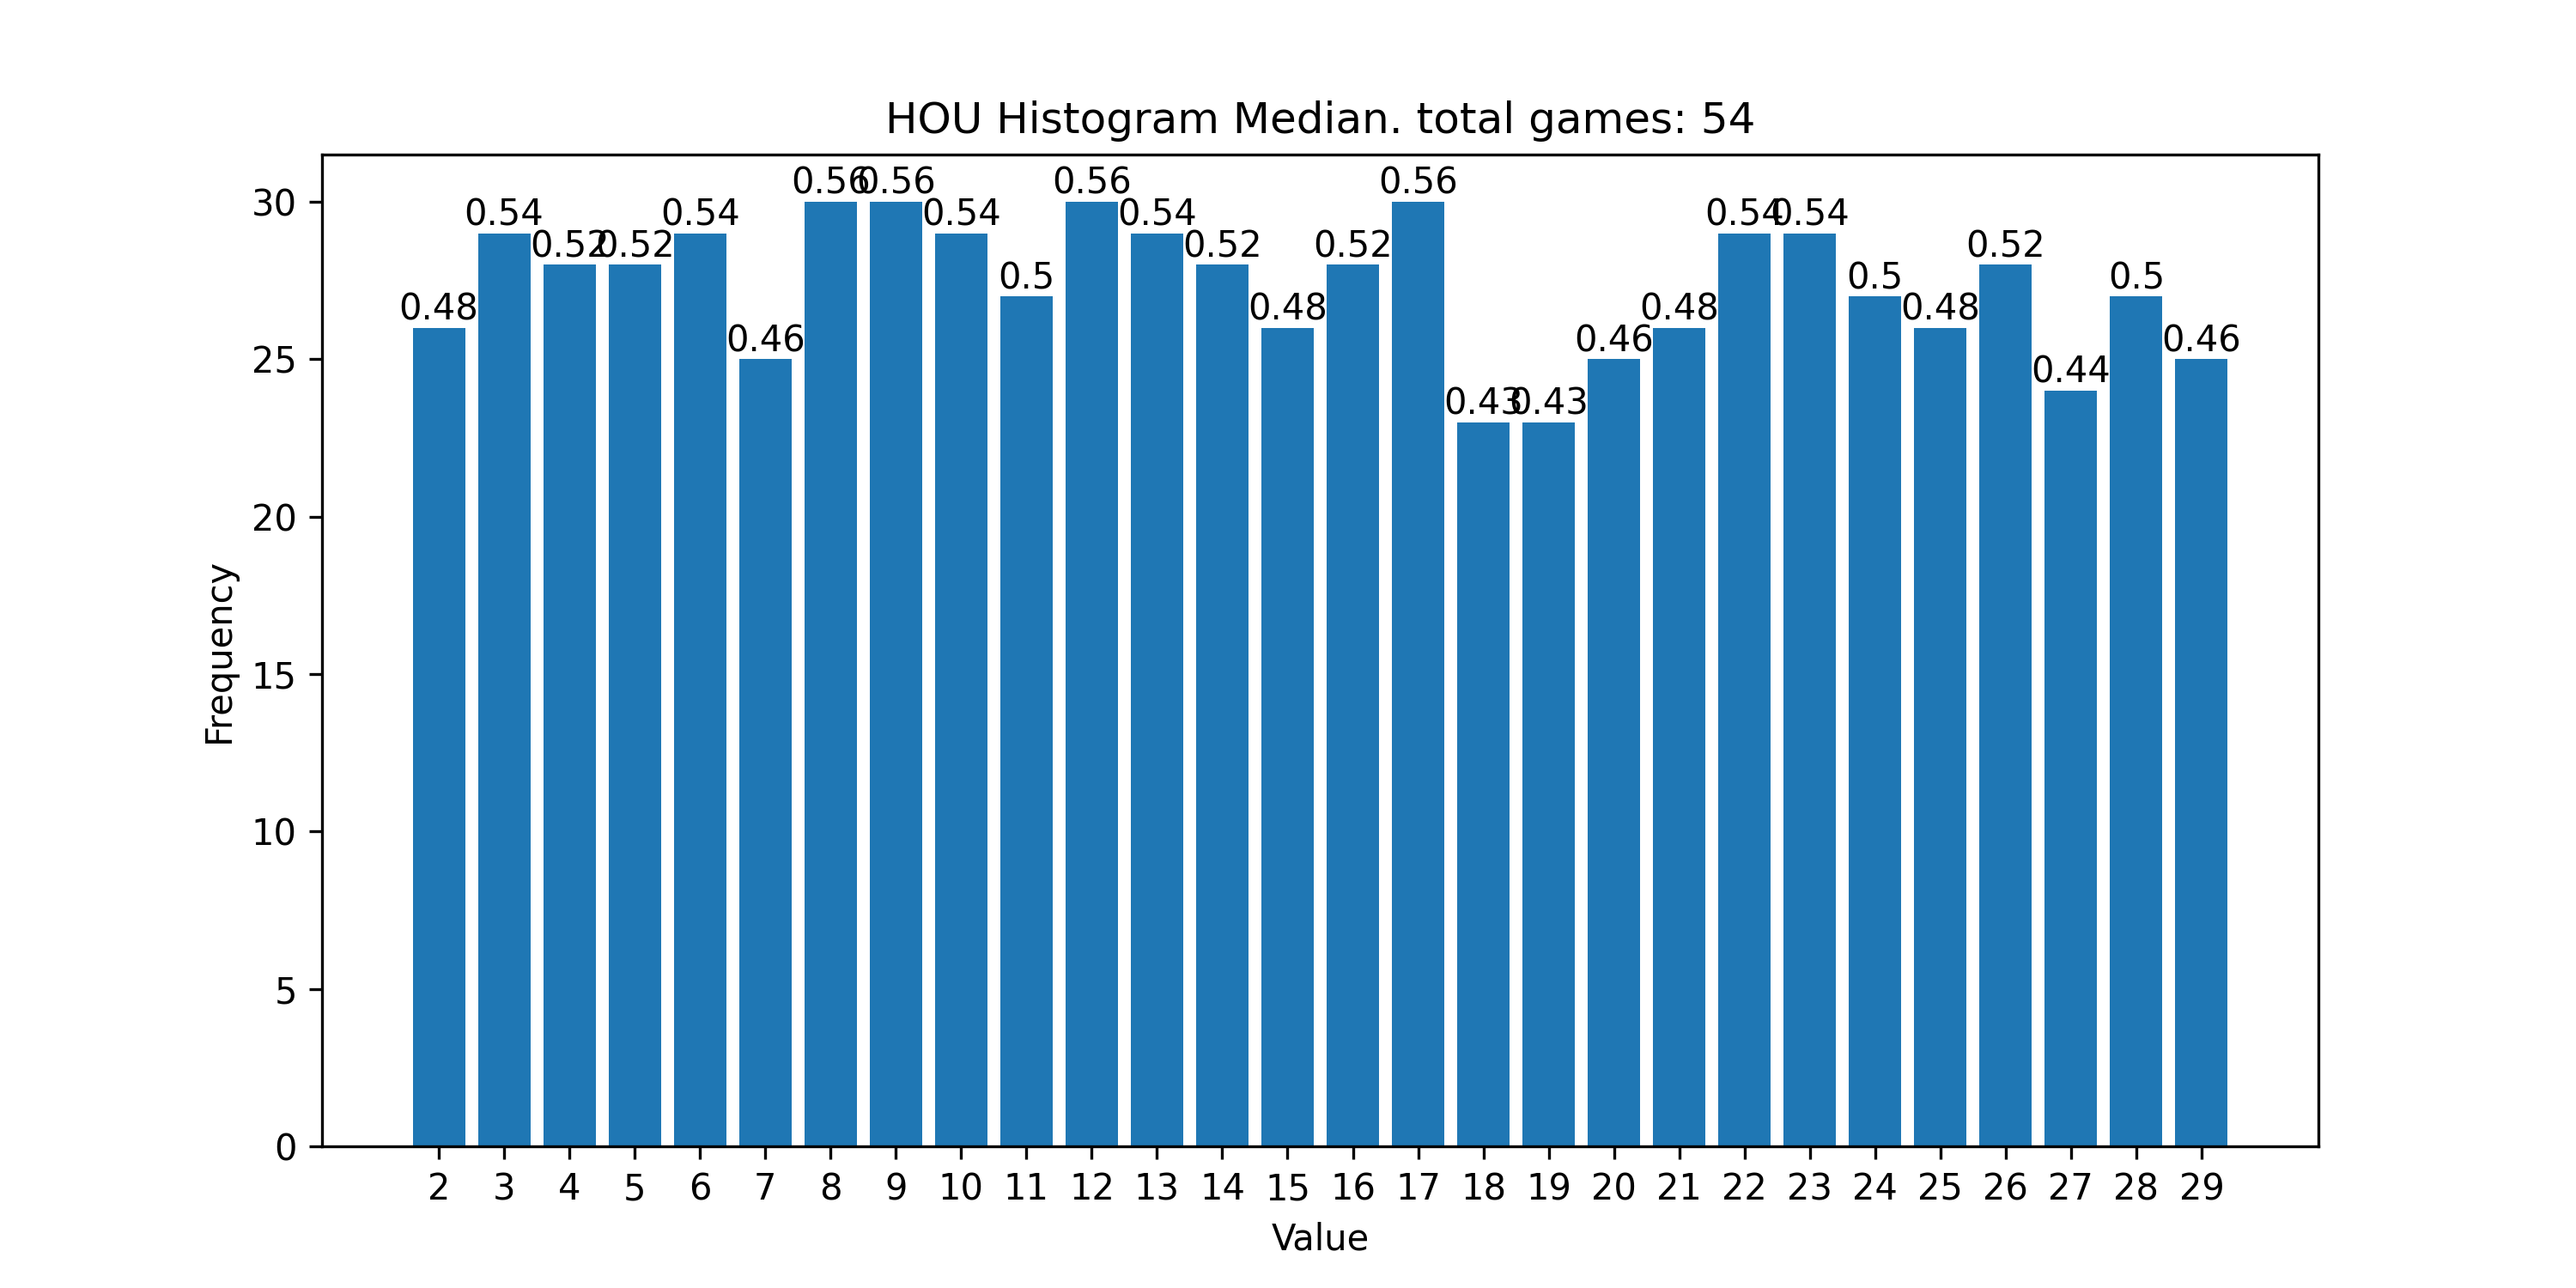 HOU Histogram Median. total games: 54
0.56 0.56 0.56 0.56
30 0.54 0.54 0.54 0.54 0.54 0.54
0.52 0.52 0.52 0.52 0.52
0.5 0.5 0.5
0.48 0.48 0.48 0.48
25 0.46 0.46 0.46
0.44
0.43 0.43
20
Frequency
15
10
5
0
2 3 4 5 6 7 8 9 10 11 12 13 14 15 16 17 18 19 20 21 22 23 24 25 26 27 28 29
Value